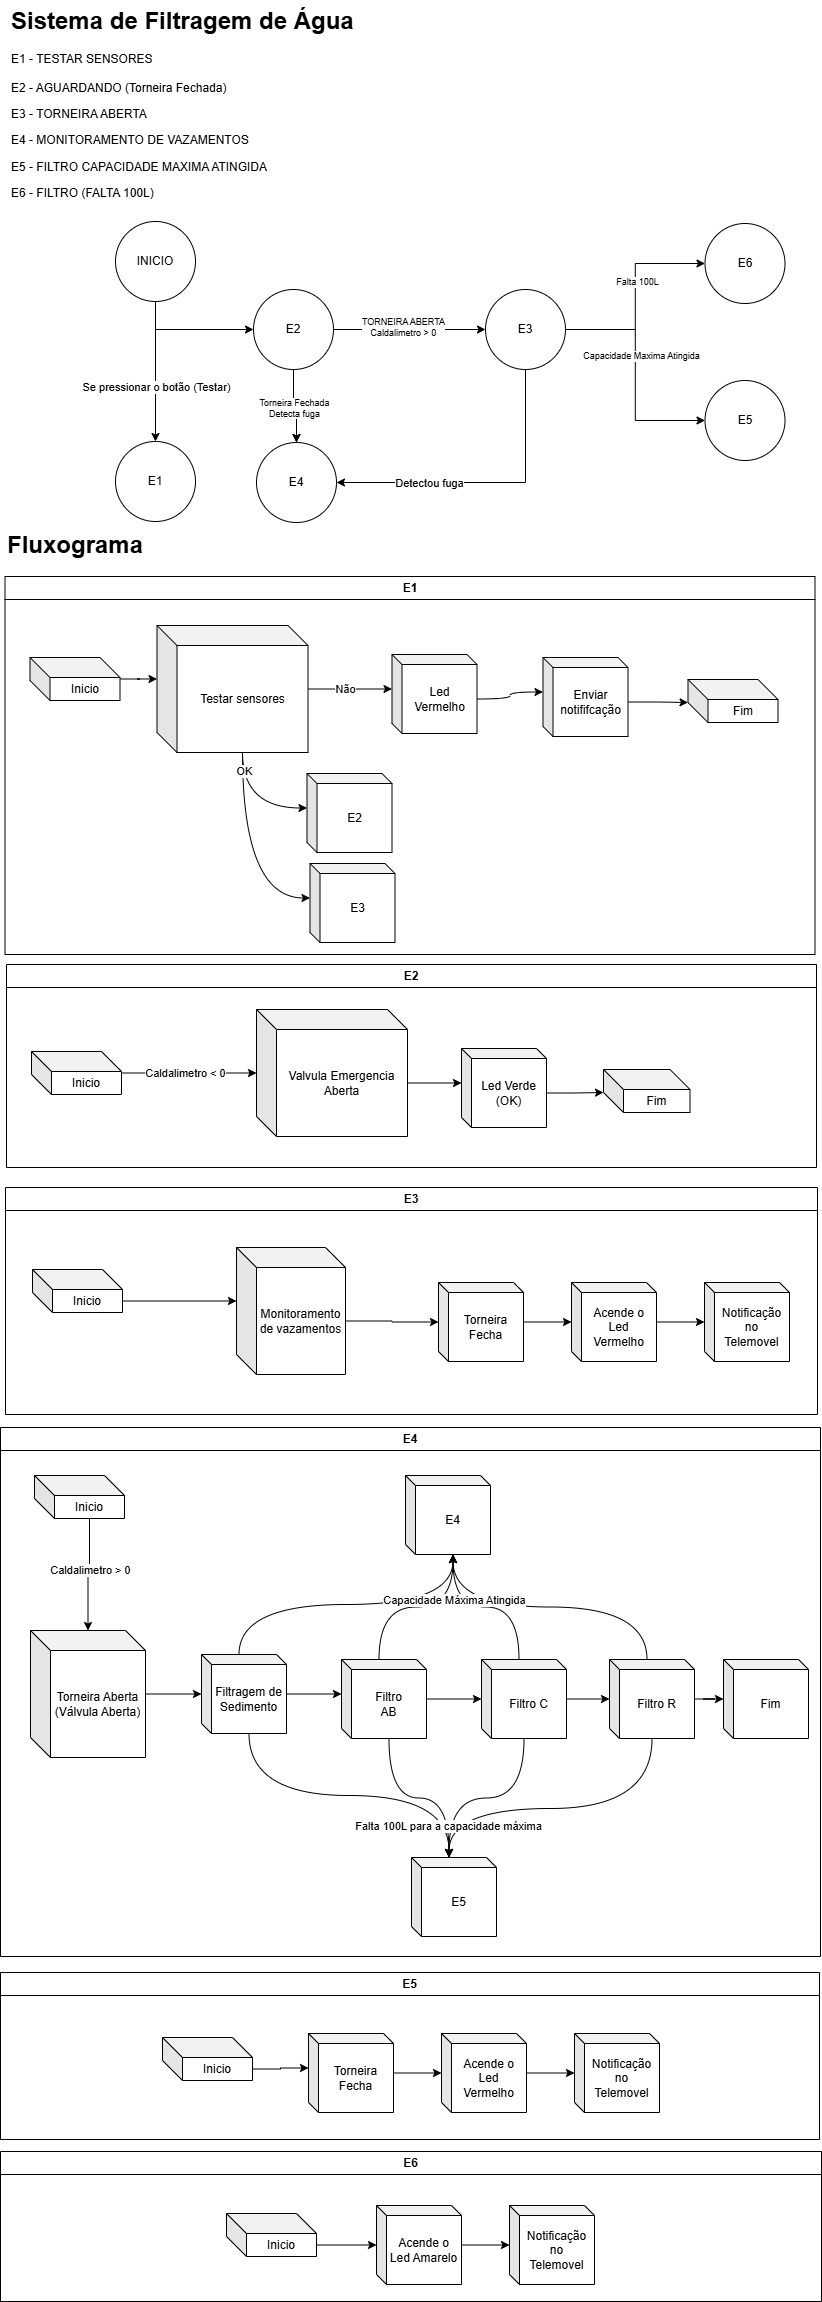 Sistema de Filtragem de Água
E1 - TESTAR SENSORES
E2 - AGUARDANDO (Torneira Fechada)
E3 - TORNEIRA ABERTA
E4 - MONITORAMENTO DE VAZAMENTOS
E5 - FILTRO CAPACIDADE MAXIMA ATINGIDA
E6 - FILTRO (FALTA 100L)
INICIO
E6
Falta 100L
E2
TORNEIRA ABERTA
Caldalimetro > 0
E3
Capacidade Maxima Atingida
Se pressionar o botão (Testar)
Torneira Fechada
Detecta fuga
E5
E1
E4
Detectou fuga
Fluxograma
E1
Inicio
Testar sensores
Não
Led
Vermelho
Enviar
notififcação
Fim
OK
E2
E3
E2
Inicio
Caldalimetro < 0
Valvula Emergencia
Aberta
Led Verde
(OK)
Fim
E3
Inicio
Monitoramento
de vazamentos
Torneira
Fecha
Acende o
Led
Vermelho
Notificação
no
Telemovel
E4
Inicio
E4
Caldalimetro > 0
Capacidade Máxima Atingida
Torneira Aberta
(Válvula Aberta)
Filtragem de
Sedimento
Filtro
AB
Filtro C
Filtro R
Fim
Falta 100L para a capacidade máxima
E5
E5
Inicio
Torneira
Fecha
Acende o
Led
Vermelho
Notificação
no
Telemovel
E6
Inicio
Acende o
Led Amarelo
Notificação
no
Telemovel